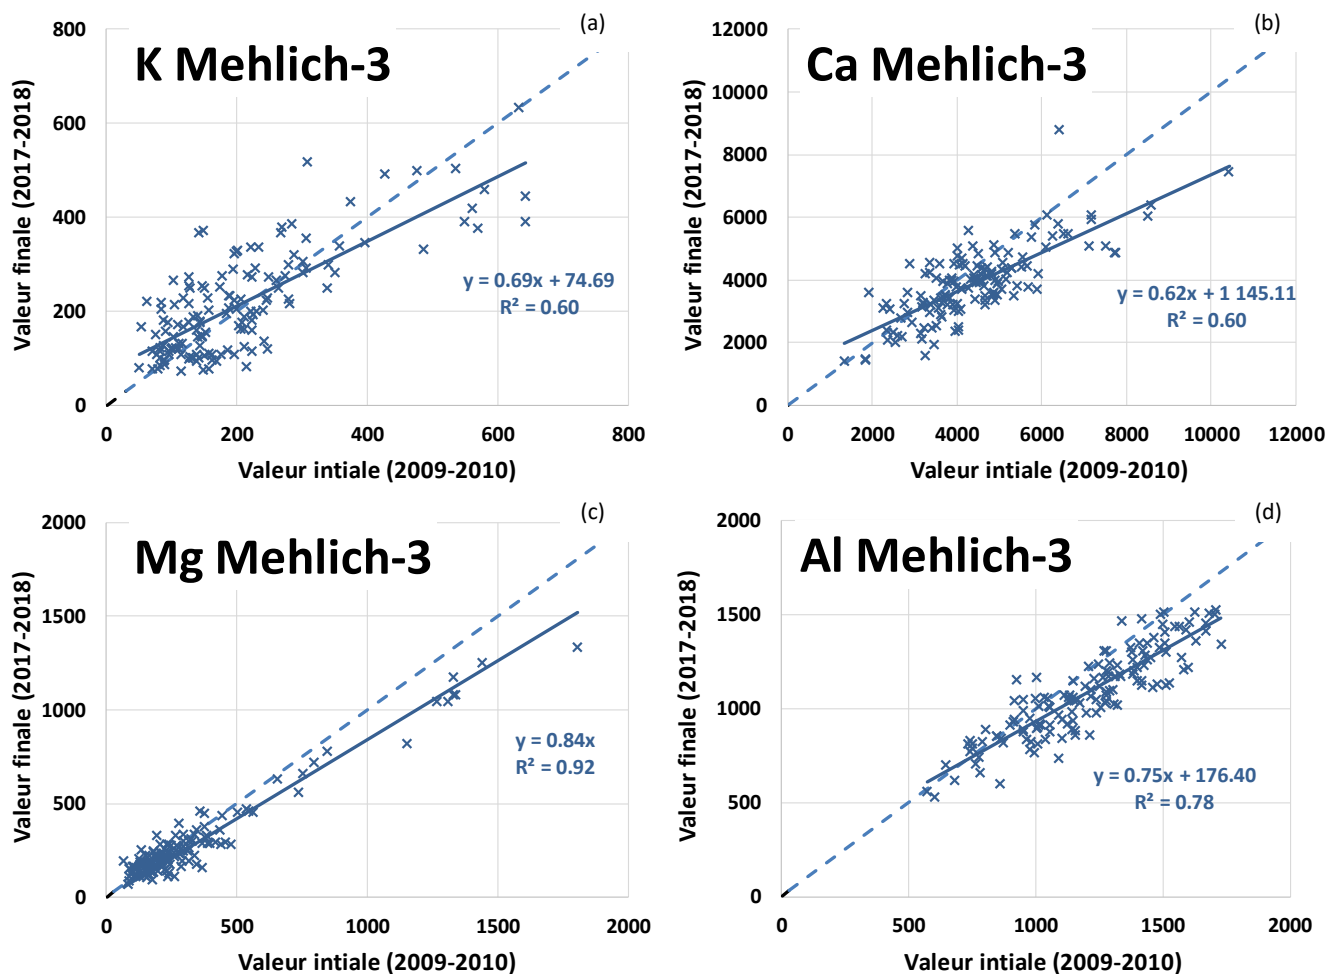 (a)
K Mehlich-3
Valeur finale (2017-2018)
800
600
400
200
0
y = 0.69x + 74.69
R² = 0.60
0 200 400 600 800
Valeur intiale (2009-2010)
(b)
Ca Mehlich-3
Valeur finale (2017-2018)
12000
10000
8000
6000
4000
2000
0
y = 0.62x + 1 145.11
R² = 0.60
0 2000 4000 6000 8000 10000 12000
Valeur intiale (2009-2010)
(c)
Mg Mehlich-3
Valeur finale (2017-2018)
2000
1500
1000
500
0
y = 0.84x
R² = 0.92
0 500 1000 1500 2000
Valeur intiale (2009-2010)
(d)
Al Mehlich-3
Valeur finale (2017-2018)
2000
1500
1000
500
0
y = 0.75x + 176.40
R² = 0.78
0 500 1000 1500 2000
Valeur intiale (2009-2010)